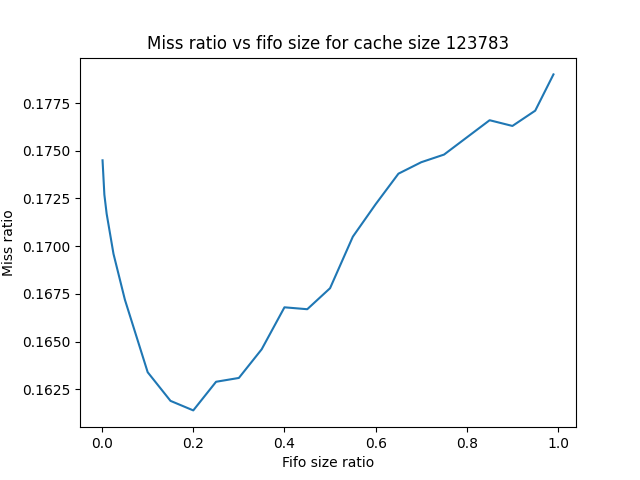 Miss ratio vs fifo size for cache size 123783
0.1775
0.1750
0.1725
0.1700
0.1675
0.1650
0.1625
Miss ratio
0.0 0.2 0.4 0.6 0.8 1.0
Fifo size ratio